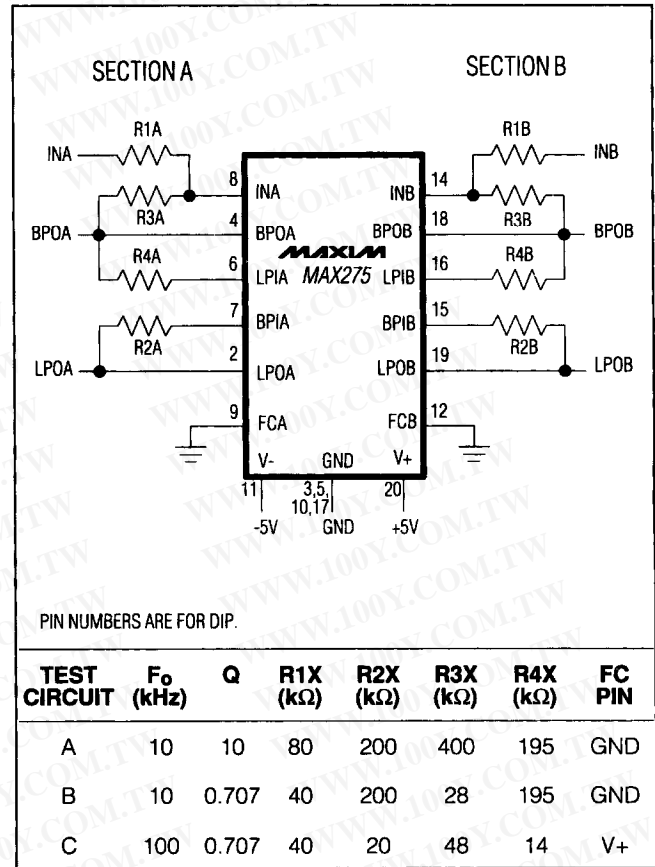 SECTION A
SECTION B
R1A
R1B
INA
INB
8
INA
INB
14
R3A
R3B
BPOA
4
BPOA
BPOB
18
BPOB
MAXIM
R4A
R4B
6
LPIA
MAX275
LPIB
16
7
BPIA
BPIB
15
R2A
R2B
LPOA
2
LPOA
LPOB
19
LPOB
9
FCA
FCB
12
V-
GND
V+
11
3,5,
10,17
20
-5V
GND
+5V
PIN NUMBERS ARE FOR DIP.
TEST CIRCUIT Fo (kHz) Q R1X (kΩ) R2X (kΩ) R3X (kΩ) R4X (kΩ) FC PIN
A 10 10 80 200 400 195 GND
B 10 0.707 40 200 28 195 GND
C 100 0.707 40 20 48 14 V+
WWW.100Y.COM.TW